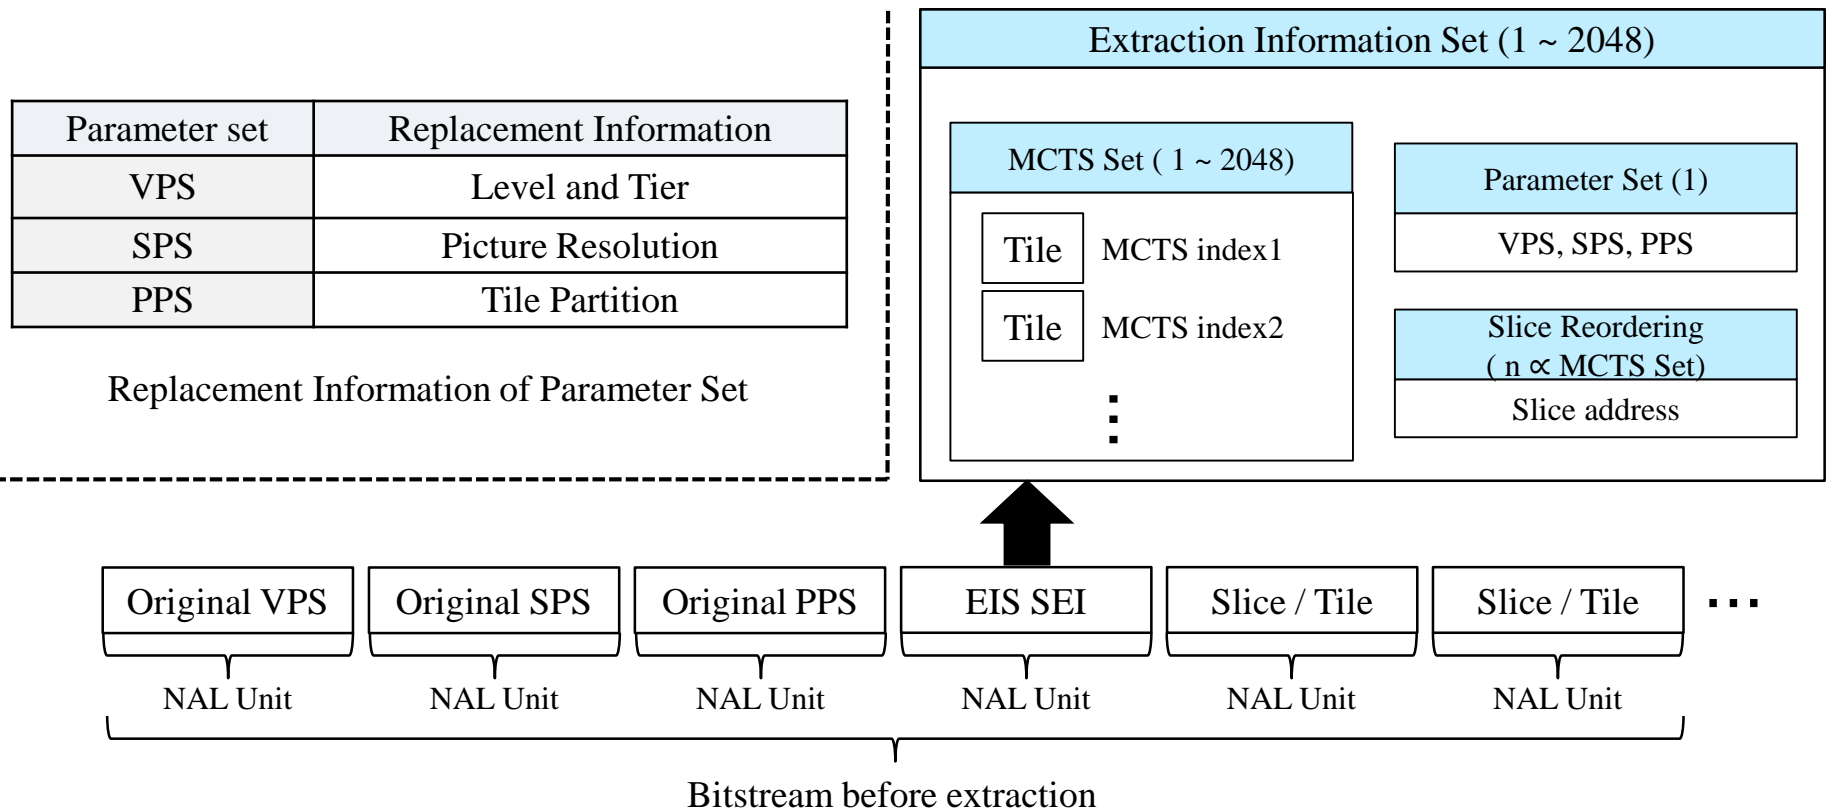 Parameter set Replacement Information
VPS Level and Tier
SPS Picture Resolution
PPS Tile Partition
Replacement Information of Parameter Set
Extraction Information Set (1 ~ 2048)
MCTS Set ( 1 ~ 2048)
Tile MCTS index1
Tile MCTS index2
⋮
Parameter Set (1)
VPS, SPS, PPS
Slice Reordering
( n ∝ MCTS Set)
Slice address
Original VPS Original SPS Original PPS EIS SEI Slice / Tile Slice / Tile ⋯
NAL Unit NAL Unit NAL Unit NAL Unit NAL Unit NAL Unit
Bitstream before extraction